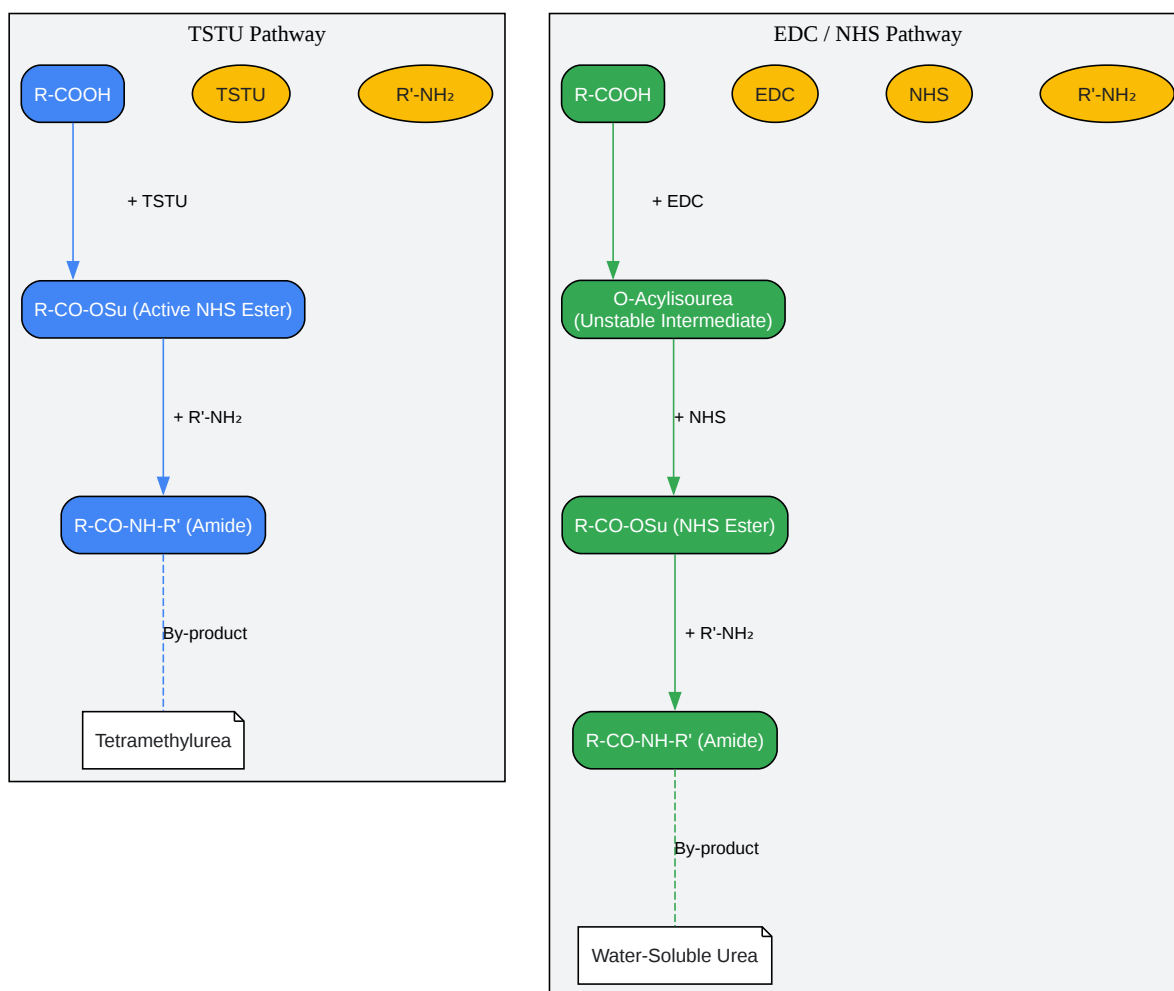 TSTU Pathway
R-COOH
TSTU
R'-NH₂
+ TSTU
R-CO-OSu (Active NHS Ester)
+ R'-NH₂
R-CO-NH-R' (Amide)
By-product
Tetramethylurea
EDC / NHS Pathway
R-COOH
EDC
NHS
R'-NH₂
+ EDC
O-Acylisourea
(Unstable Intermediate)
+ NHS
R-CO-OSu (NHS Ester)
+ R'-NH₂
R-CO-NH-R' (Amide)
By-product
Water-Soluble Urea